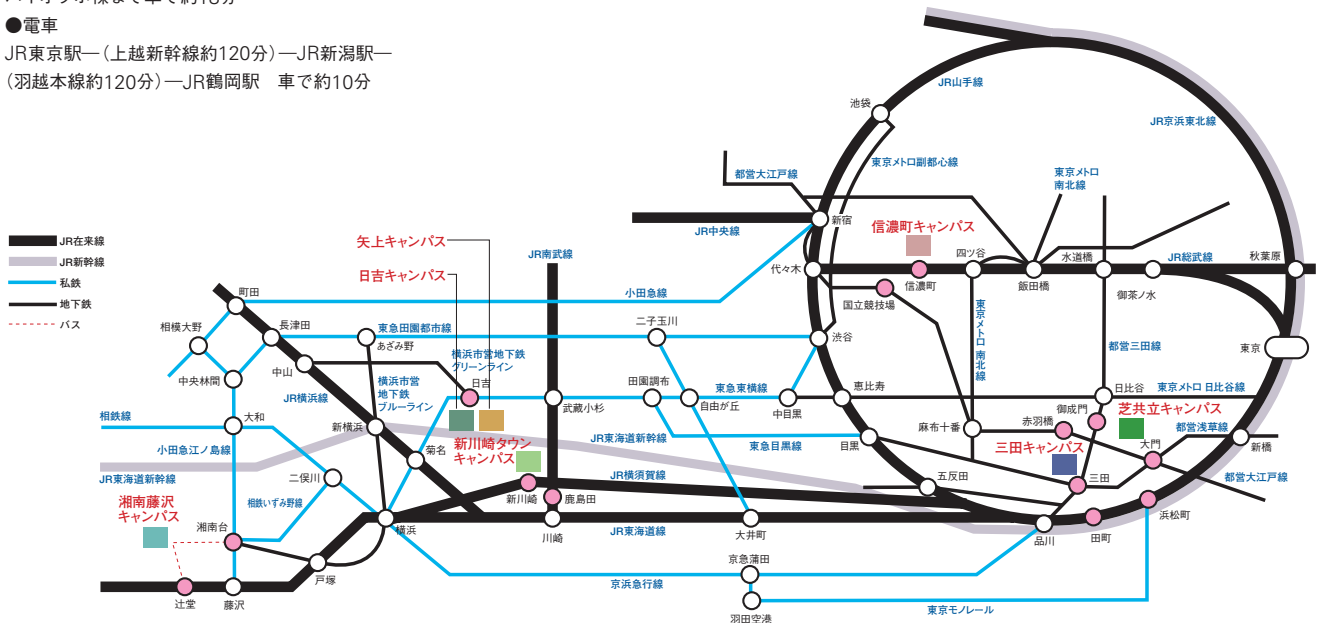 ●電車
JR東京駅―(上越新幹線約120分)―JR新潟駅―
(羽越本線約120分)―JR鶴岡駅　車で約10分
JR在来線
JR新幹線
私鉄
地下鉄
バス
JR山手線
JR京浜東北線
池袋
東京メトロ副都心線
都営大江戸線
東京メトロ
南北線
新宿
JR中央線
信濃町キャンパス
矢上キャンパス
日吉キャンパス
JR南武線
代々木
信濃町
四ツ谷
飯田橋
水道橋
御茶ノ水
JR総武線
秋葉原
国立競技場
小田急線
町田
相模大野
長津田
東急田園都市線
あざみ野
二子玉川
渋谷
東京メトロ 南北線
都営三田線
東京
中央林間
中山
横浜市営地下鉄
グリーンライン
日吉
横浜市営
地下鉄
ブルーライン
JR横浜線
武蔵小杉
田園調布
自由が丘
東急東横線
中目黒
恵比寿
日比谷
東京メトロ 日比谷線
御成門
芝共立キャンパス
赤羽橋
都営浅草線
麻布十番
大門
新橋
相鉄線
大和
新横浜
小田急江ノ島線
菊名
新川崎タウン
キャンパス
JR東海道新幹線
東急目黒線
目黒
三田キャンパス
三田
都営大江戸線
五反田
JR東海道新幹線
二俣川
相鉄いずみ野線
JR横須賀線
新川崎
鹿島田
湘南藤沢
キャンパス
湘南台
横浜
川崎
JR東海道線
大井町
品川
田町
浜松町
戸塚
京急蒲田
京浜急行線
辻堂
藤沢
羽田空港
東京モノレール